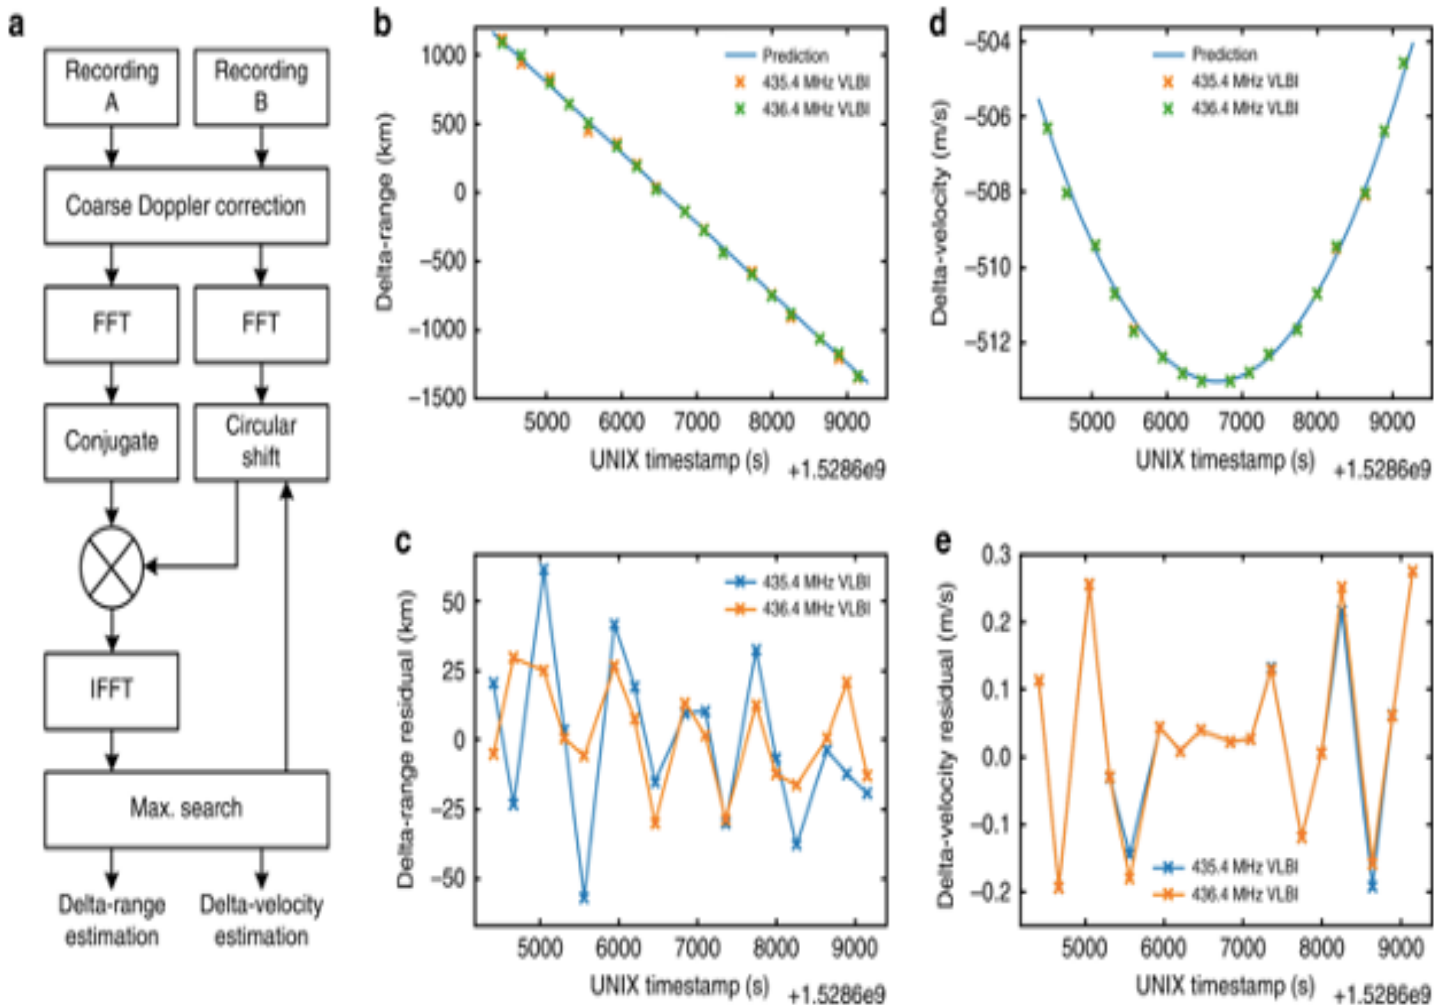 a
Recording
A
Recording
B
Coarse Doppler correction
FFT
FFT
Conjugate
Circular
shift
IFFT
Max. search
Delta-range
estimation
Delta-velocity
estimation
b
Delta-range (km)
1000
500
0
−500
−1000
−1500
Prediction
435.4 MHz VLBI
436.4 MHz VLBI
5000 6000 7000 8000 9000
UNIX timestamp (s) +1.5286e9
d
Delta-velocity (m/s)
−504
−506
−508
−510
−512
Prediction
435.4 MHz VLBI
436.4 MHz VLBI
5000 6000 7000 8000 9000
UNIX timestamp (s) +1.5286e9
c
Delta-range residual (km)
50
25
0
−25
−50
435.4 MHz VLBI
436.4 MHz VLBI
5000 6000 7000 8000 9000
UNIX timestamp (s) +1.5286e9
e
Delta-velocity residual (m/s)
0.3
0.2
0.1
0.0
−0.1
−0.2
435.4 MHz VLBI
436.4 MHz VLBI
5000 6000 7000 8000 9000
UNIX timestamp (s) +1.5286e9